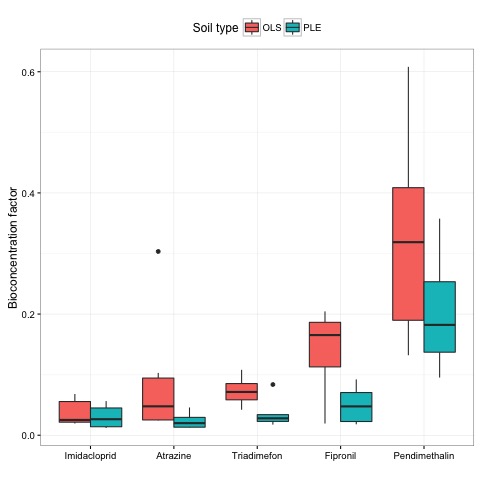 Soil type OLS PLE
Bioconcentration factor
0.6
0.4
0.2
0.0
Imidacloprid Atrazine Triadimefon Fipronil Pendimethalin